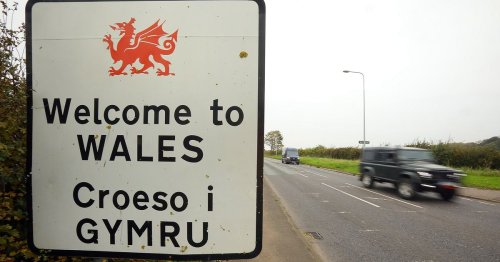 Welcome to
WALES
Croeso i
GYMRU